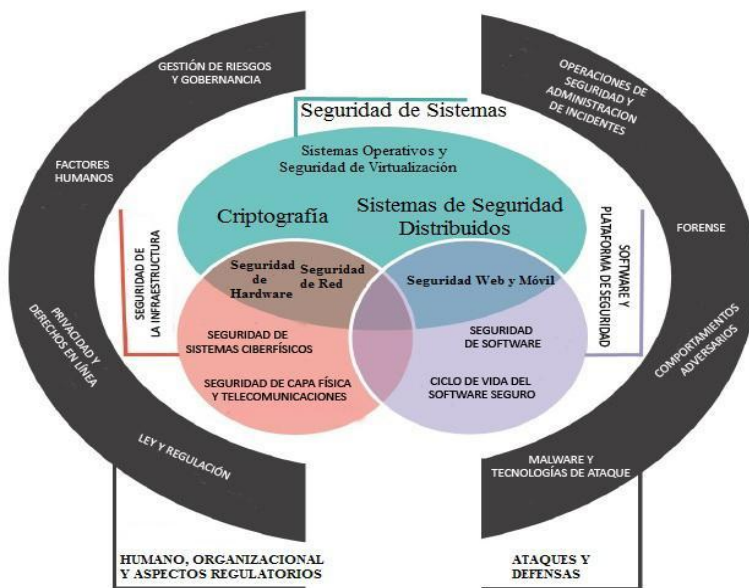 GESTIÓN DE RIESGOS
Y GOBERNANCIA
FACTORES
HUMANOS
PRIVACIDAD Y
DERECHOS EN LÍNEA
LEY Y REGULACIÓN
HUMANO, ORGANIZACIONAL
Y ASPECTOS REGULATORIOS
Seguridad de Sistemas
Sistemas Operativos y
Seguridad de Virtualización
Criptografía
Sistemas de Seguridad
Distribuidos
SEGURIDAD DE
LA INFRAESTRUCTURA
Seguridad
de
Hardware
Seguridad
de Red
Seguridad Web y Móvil
SEGURIDAD DE
SISTEMAS CIBERFÍSICOS
SEGURIDAD DE CAPA FÍSICA
Y TELECOMUNICACIONES
SEGURIDAD
DE SOFTWARE
CICLO DE VIDA DEL
SOFTWARE SEGURO
SOFTWARE Y
PLATAFORMA DE SEGURIDAD
OPERACIONES DE
SEGURIDAD Y
ADMINISTRACION
DE INCIDENTES
FORENSE
COMPORTAMIENTOS
ADVERSARIOS
MALWARE Y
TECNOLOGÍAS DE ATAQUE
ATAQUES Y
DEFENSAS